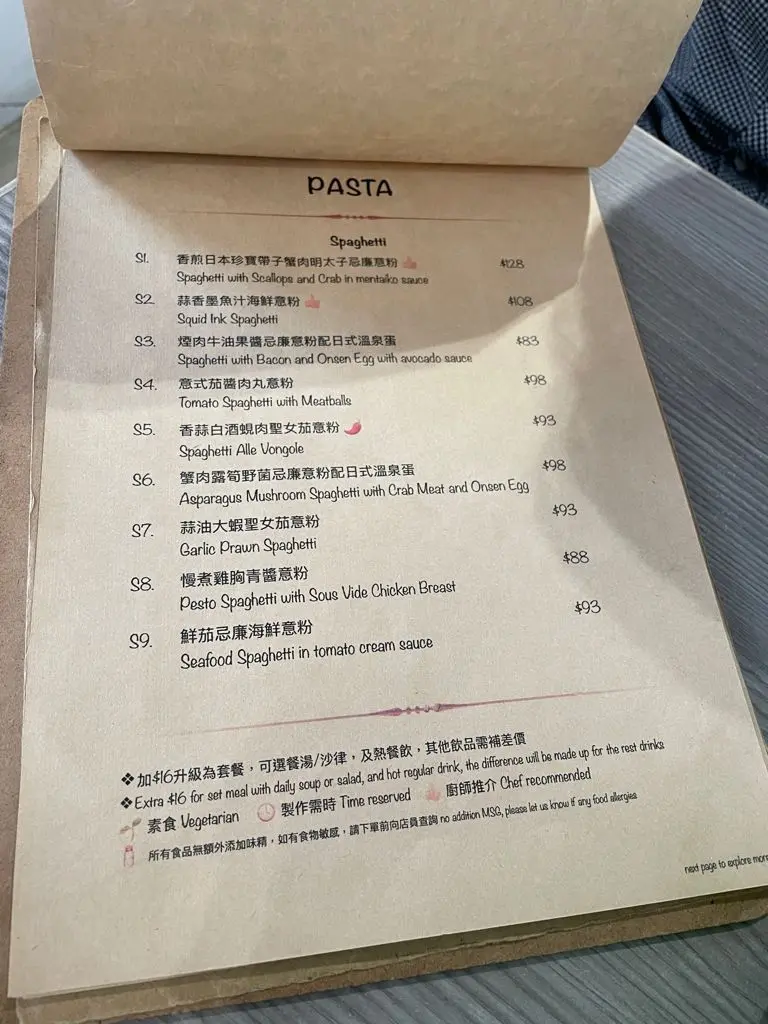 PASTA
Spaghetti
S1. 香煎日本珍寶帶子蟹肉明太子忌廉意粉 $128
Spaghetti with Scallops and Crab in mentaiko sauce
S2. 蒜香墨魚汁海鮮意粉 $108
Squid Ink Spaghetti
S3. 煙肉牛油果醬忌廉意粉配日式溫泉蛋 $83
Spaghetti with Bacon and Onsen Egg with avocado sauce
S4. 意式茄醬肉丸意粉 $98
Tomato Spaghetti with Meatballs
S5. 香蒜白酒蜆肉聖女茄意粉 $93
Spaghetti Alle Vongole
S6. 蟹肉露筍野菌忌廉意粉配日式溫泉蛋 $98
Asparagus Mushroom Spaghetti with Crab Meat and Onsen Egg
S7. 蒜油大蝦聖女茄意粉 $93
Garlic Prawn Spaghetti
S8. 慢煮雞胸青醬意粉 $88
Pesto Spaghetti with Sous Vide Chicken Breast
S9. 鮮茄忌廉海鮮意粉 $93
Seafood Spaghetti in tomato cream sauce
❖加$16升級為套餐，可選餐湯/沙律，及熱餐飲，其他飲品需補差價
❖Extra $16 for set meal with daily soup or salad, and hot regular drink, the difference will be made up for the rest drinks
素食 Vegetarian 製作需時 Time reserved 廚師推介 Chef recommended
所有食品無額外添加味精，如有食物敏感，請下單前向店員查詢 no addition MSG, please let us know if any food allergies
next page to explore more